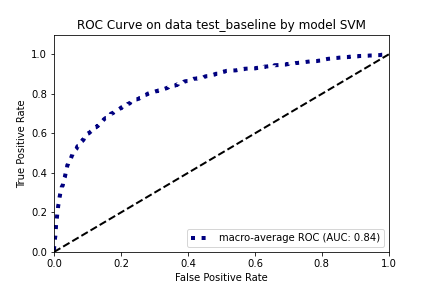 ROC Curve on data test_baseline by model SVM
True Positive Rate
1.0
0.8
0.6
0.4
0.2
0.0
macro-average ROC (AUC: 0.84)
0.0 0.2 0.4 0.6 0.8 1.0
False Positive Rate